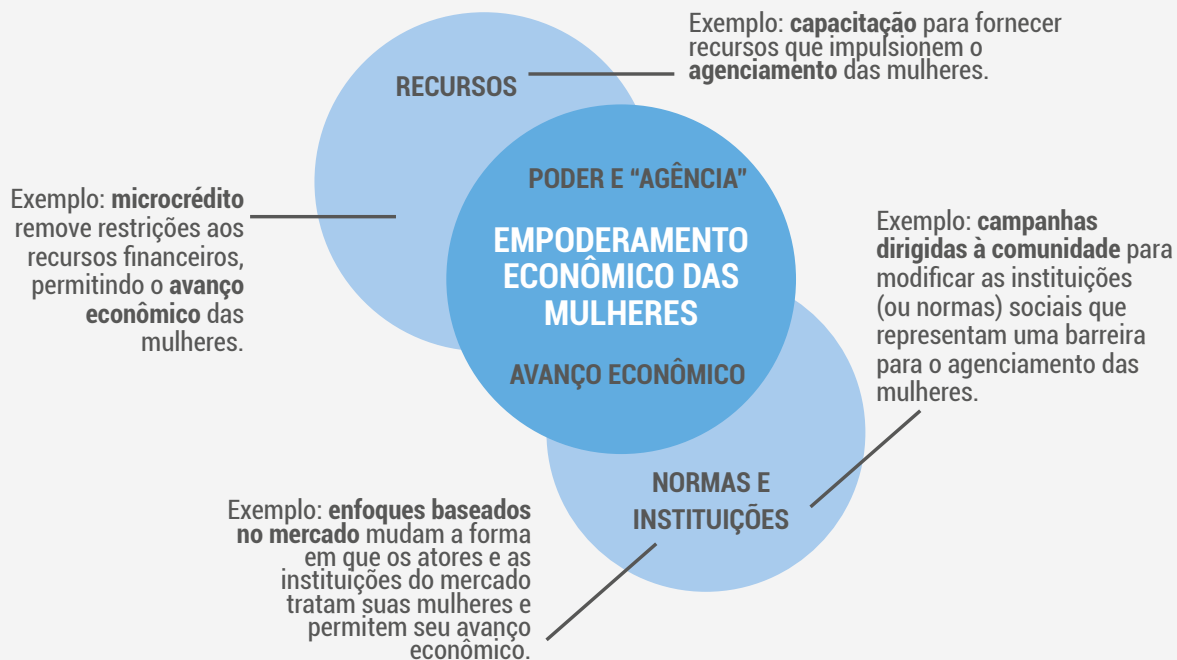 Exemplo: capacitação para fornecer
recursos que impulsionem o
agenciamento das mulheres.
RECURSOS
PODER E “AGÊNCIA”
EMPODERAMENTO
ECONÔMICO DAS
MULHERES
AVANÇO ECONÔMICO
Exemplo: microcrédito
remove restrições aos
recursos financeiros,
permitindo o avanço
econômico das
mulheres.
Exemplo: campanhas
dirigidas à comunidade para
modificar as instituições
(ou normas) sociais que
representam uma barreira
para o agenciamento das
mulheres.
NORMAS E
INSTITUIÇÕES
Exemplo: enfoques baseados
no mercado mudam a forma
em que os atores e as
instituições do mercado
tratam suas mulheres e
permitem seu avanço
econômico.